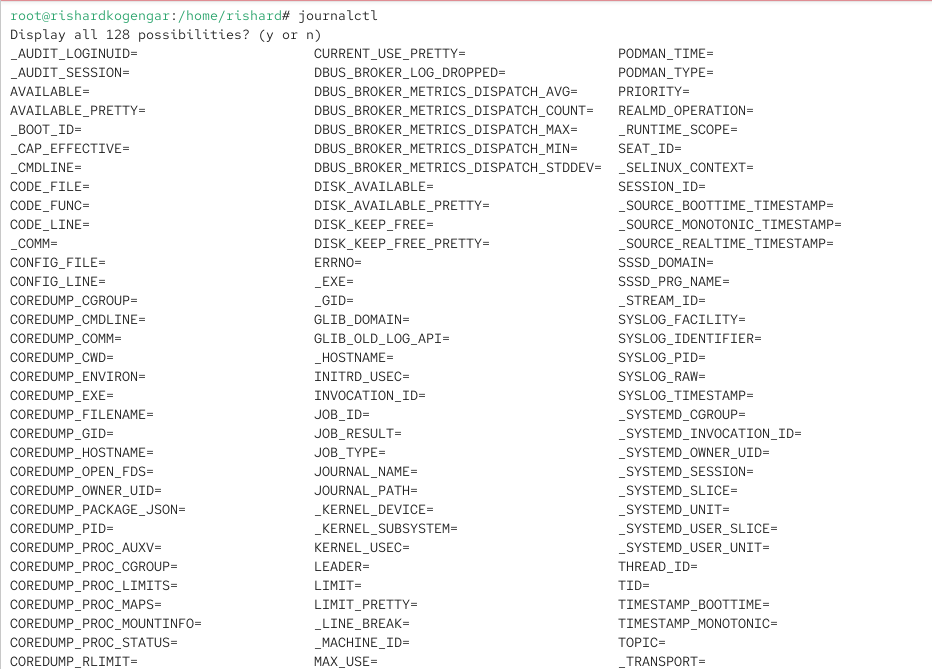 root@rishardkogengar:/home/rishard# journalctl
Display all 128 possibilities? (y or n)
_AUDIT_LOGINUID= CURRENT_USE_PRETTY= PODMAN_TIME=
_AUDIT_SESSION= DBUS_BROKER_LOG_DROPPED= PODMAN_TYPE=
AVAILABLE= DBUS_BROKER_METRICS_DISPATCH_AVG= PRIORITY=
AVAILABLE_PRETTY= DBUS_BROKER_METRICS_DISPATCH_COUNT= REALMD_OPERATION=
_BOOT_ID= DBUS_BROKER_METRICS_DISPATCH_MAX= _RUNTIME_SCOPE=
_CAP_EFFECTIVE= DBUS_BROKER_METRICS_DISPATCH_MIN= SEAT_ID=
_CMDLINE= DBUS_BROKER_METRICS_DISPATCH_STDDEV= _SELINUX_CONTEXT=
CODE_FILE= DISK_AVAILABLE= SESSION_ID=
CODE_FUNC= DISK_AVAILABLE_PRETTY= _SOURCE_BOOTTIME_TIMESTAMP=
CODE_LINE= DISK_KEEP_FREE= _SOURCE_MONOTONIC_TIMESTAMP=
_COMM= DISK_KEEP_FREE_PRETTY= _SOURCE_REALTIME_TIMESTAMP=
CONFIG_FILE= ERRNO= SSSD_DOMAIN=
CONFIG_LINE= _EXE= SSSD_PRG_NAME=
COREDUMP_CGROUP= _GID= _STREAM_ID=
COREDUMP_CMDLINE= GLIB_DOMAIN= SYSLOG_FACILITY=
COREDUMP_COMM= GLIB_OLD_LOG_API= SYSLOG_IDENTIFIER=
COREDUMP_CWD= _HOSTNAME= SYSLOG_PID=
COREDUMP_ENVIRON= INITRD_USEC= SYSLOG_RAW=
COREDUMP_EXE= INVOCATION_ID= SYSLOG_TIMESTAMP=
COREDUMP_FILENAME= JOB_ID= _SYSTEMD_CGROUP=
COREDUMP_GID= JOB_RESULT= _SYSTEMD_INVOCATION_ID=
COREDUMP_HOSTNAME= JOB_TYPE= _SYSTEMD_OWNER_UID=
COREDUMP_OPEN_FDS= JOURNAL_NAME= _SYSTEMD_SESSION=
COREDUMP_OWNER_UID= JOURNAL_PATH= _SYSTEMD_SLICE=
COREDUMP_PACKAGE_JSON= _KERNEL_DEVICE= _SYSTEMD_UNIT=
COREDUMP_PID= _KERNEL_SUBSYSTEM= _SYSTEMD_USER_SLICE=
COREDUMP_PROC_AUXV= KERNEL_USEC= _SYSTEMD_USER_UNIT=
COREDUMP_PROC_CGROUP= LEADER= THREAD_ID=
COREDUMP_PROC_LIMITS= LIMIT= TID=
COREDUMP_PROC_MAPS= LIMIT_PRETTY= TIMESTAMP_BOOTTIME=
COREDUMP_PROC_MOUNTINFO= _LINE_BREAK= TIMESTAMP_MONOTONIC=
COREDUMP_PROC_STATUS= _MACHINE_ID= TOPIC=
COREDUMP_RLIMIT= MAX_USE= _TRANSPORT=